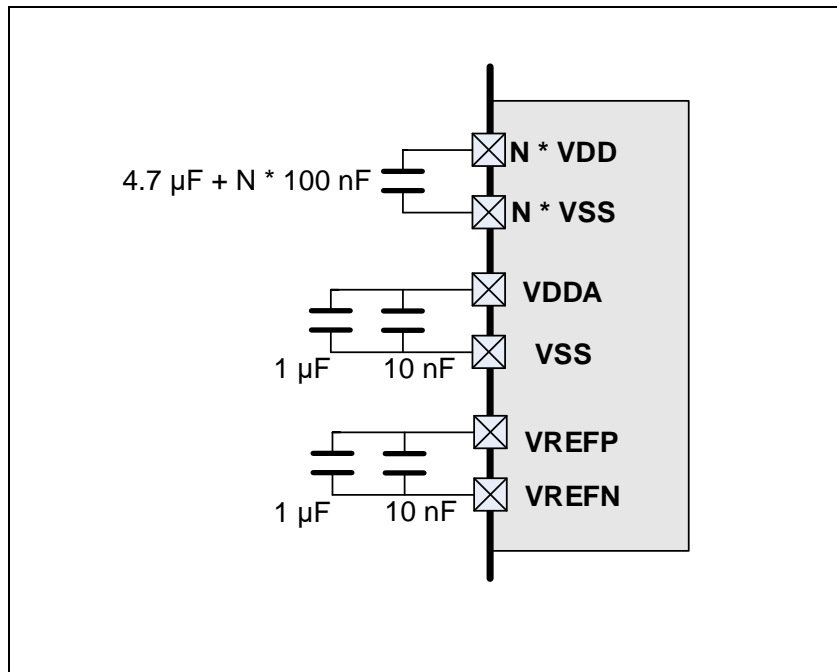 N * VDD
4.7 µF + N * 100 nF
N * VSS
VDDA
VSS
1 µF
10 nF
VREFP
VREFN
1 µF
10 nF